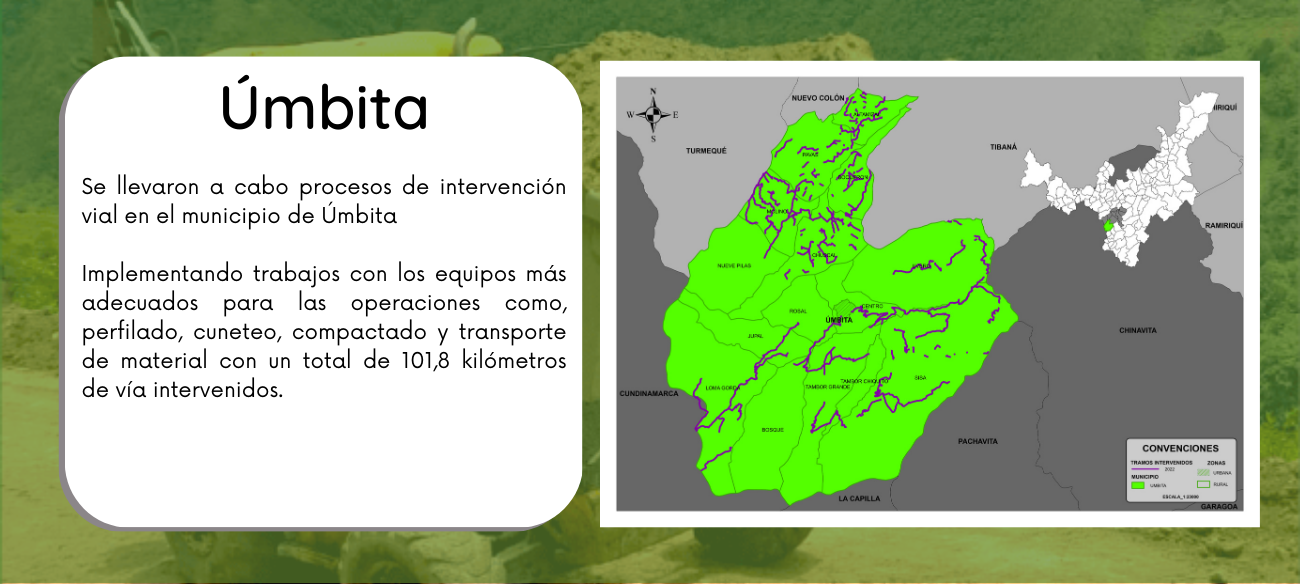 Úmbita
Se llevaron a cabo procesos de intervención
vial en el municipio de Úmbita
Implementando trabajos con los equipos más
adecuados para las operaciones como,
perfilado, cuneteo, compactado y transporte
de material con un total de 101,8 kilómetros
de vía intervenidos.
N
W E
S
NUEVO COLÓN
TURMEQUÉ
TIBANÁ
JIRIQUÍ
RAMIRIQUÍ
PAVAS
NUEVE PILAS
ROSAL
CENTRO
ÚMBITA
JUPAL
CHINAVITA
CUNDINAMARCA
LOMA GORDA
TAMBOR GRANDE
TAMBOR CHIQUITO
SISA
BOSQUE
PACHAVITA
LA CAPILLA
GARAGOA
CONVENCIONES
TRAMOS INTERVENIDOS
2022
MUNICIPIO
UMBITA
ZONAS
URBANA
RURAL